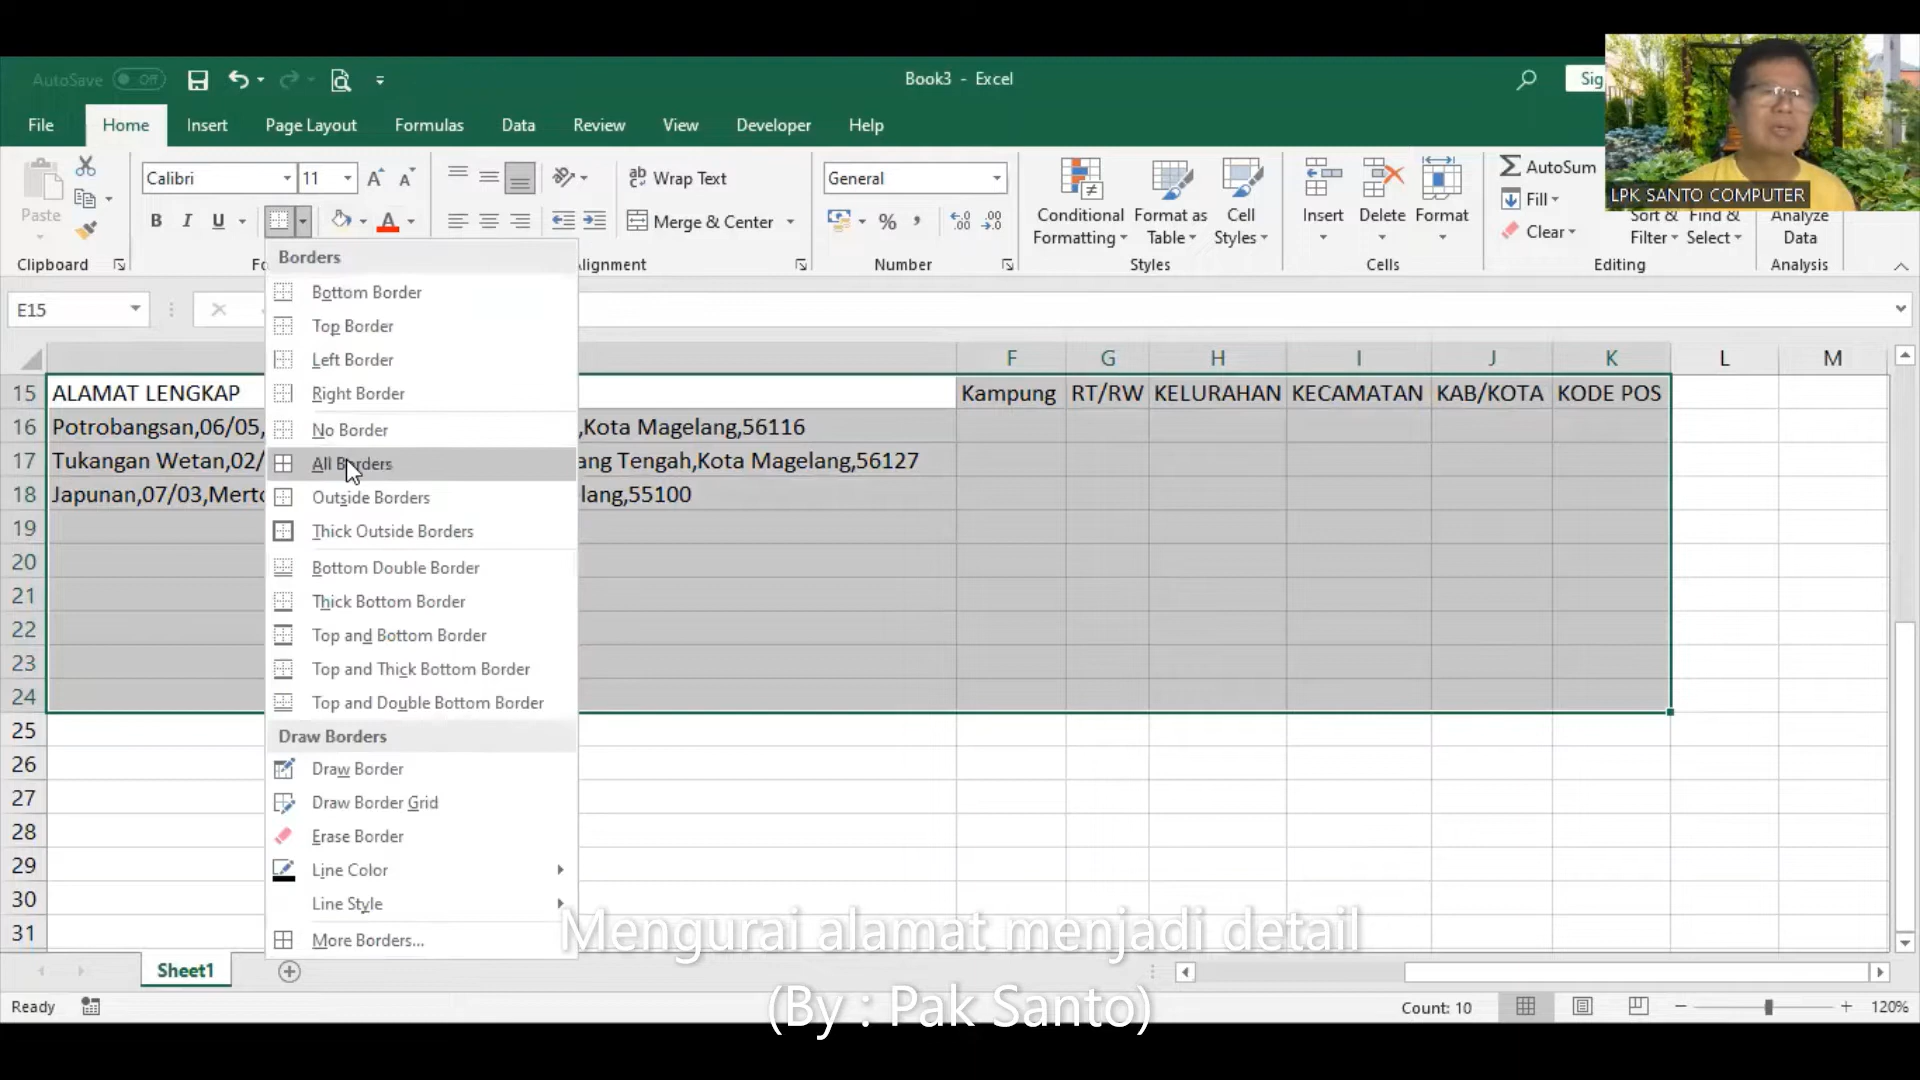 AutoSave Off
Book3 - Excel
Sig
LPK SANTO COMPUTER
File Home Insert Page Layout Formulas Data Review View Developer Help
Paste
Calibri 11
B I U
Wrap Text
Merge & Center
General
Conditional Formatting
Format as Table
Cell Styles
Insert
Delete
Format
AutoSum
Fill
Clear
Sort & Filter
Find & Select
Analyze Data
Clipboard
Alignment
Number
Styles
Cells
Editing
Analysis
E15
Borders
Bottom Border
Top Border
Left Border
Right Border
No Border
All Borders
Outside Borders
Thick Outside Borders
Bottom Double Border
Thick Bottom Border
Top and Bottom Border
Top and Thick Bottom Border
Top and Double Bottom Border
Draw Borders
Draw Border
Draw Border Grid
Erase Border
Line Color
Line Style
More Borders...
F G H I J K L M
15 ALAMAT LENGKAP Kampung RT/RW KELURAHAN KECAMATAN KAB/KOTA KODE POS
16 Potrobangsan,06/05, ,Kota Magelang,56116
17 Tukangan Wetan,02/ ang Tengah,Kota Magelang,56127
18 Japunan,07/03,Merto lang,55100
19
20
21
22
23
24
25
26
27
28
29
30
31
Sheet1
Mengurai alamat menjadi detail
(By : Pak Santo)
Ready
Count: 10
120%